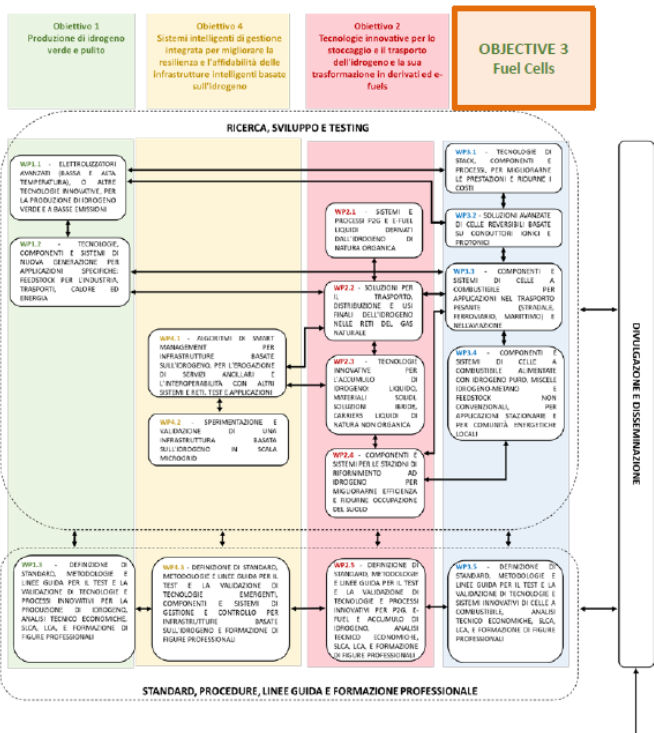 Obiettivo 1
Produzione di idrogeno
verde e pulito
Obiettivo 4
Sistemi intelligenti di gestione
integrata per migliorare la
resilienza e l'affidabilità delle
infrastrutture intelligenti basate
sull'idrogeno
Obiettivo 2
Tecnologie innovative per lo
stoccaggio e il trasporto
dell'idrogeno e la sua
trasformazione in derivati ed e-
fuels
OBJECTIVE 3
Fuel Cells
RICERCA, SVILUPPO E TESTING
WP1.1 - ELETTROLIZZATORI
AVANZATI (BASSA E ALTA
TEMPERATURA), O ALTRE
TECNOLOGIE INNOVATIVE, PER
LA PRODUZIONE DI IDROGENO
VERDE E A BASSE EMISSIONI
WP1.2 - TECNOLOGIE,
COMPONENTI E SISTEMI DI
NUOVA GENERAZIONE PER
APPLICAZIONI SPECIFICHE:
FEEDSTOCK PER L'INDUSTRIA,
TRASPORTI, CALORE ED
ENERGIA
WP4.1 - ALGORITMI DI SMART
MANAGEMENT PER
INFRASTRUTTURE BASATE
SULL'IDROGENO, PER L'EROGAZIONE
DI SERVIZI ANCILLARI E
L'INTEROPERABILITÀ CON ALTRI
SISTEMI E RETI. TEST E APPLICAZIONI
WP4.2 - SPERIMENTAZIONE E
VALIDAZIONE DI UNA
INFRASTRUTTURA BASATA
SULL'IDROGENO IN SCALA
MICROGRID
WP2.1 - SISTEMI E
PROCESSI P2G E E-FUEL
LIQUIDI DERIVATI
DALL'IDROGENO DI
NATURA ORGANICA
WP2.2 - SOLUZIONI PER
IL TRASPORTO,
DISTRIBUZIONE E USI
FINALI DELL'IDROGENO
NELLE RETI DEL GAS
NATURALE
WP2.3 - TECNOLOGIE
INNOVATIVE PER
L'ACCUMULO DI
IDROGENO: LIQUIDO,
MATERIALI SOLIDI,
SOLUZIONI IBRIDE,
CARRIERS LIQUIDI DI
NATURA NON ORGANICA
WP2.4 - COMPONENTI E
SISTEMI PER LE STAZIONI DI
RIFORNIMENTO AD
IDROGENO PER
MIGLIORARNE EFFICIENZA
E RIDURNE OCCUPAZIONE
DEL SUOLO
WP3.1 - TECNOLOGIE DI
STACK, COMPONENTI E
PROCESSI, PER MIGLIORARNE
LE PRESTAZIONI E RIDURNE I
COSTI
WP3.2 - SOLUZIONI AVANZATE
DI CELLE REVERSIBILI BASATE
SU CONDUTTORI IONICI E
PROTONICI
WP3.3 - COMPONENTI E
SISTEMI DI CELLE A
COMBUSTIBILE PER
APPLICAZIONI NEL TRASPORTO
PESANTE (STRADALE,
FERROVIARIO, MARITTIMO) E
NELL'AVIAZIONE
WP3.4 - COMPONENTI E
SISTEMI DI CELLE A
COMBUSTIBILE ALIMENTATE
CON IDROGENO PURO, MISCELE
IDROGENO-METANO E
FEEDSTOCK NON
CONVENZIONALI, PER
APPLICAZIONI STAZIONARIE E
PER COMUNITÀ ENERGETICHE
LOCALI
DIVULGAZIONE E DISSEMINAZIONE
WP1.3 - DEFINIZIONE DI
STANDARD, METODOLOGIE E
LINEE GUIDA PER IL TEST E LA
VALIDAZIONE DI TECNOLOGIE E
PROCESSI INNOVATIVI PER LA
PRODUZIONE DI IDROGENO,
ANALISI TECNICO ECONOMICHE,
SLCA, LCA, E FORMAZIONE DI
FIGURE PROFESSIONALI
WP4.3 - DEFINIZIONE DI STANDARD,
METODOLOGIE E LINEE GUIDA PER IL
TEST E LA VALIDAZIONE DI
TECNOLOGIE EMERGENTI,
COMPONENTI E SISTEMI DI
GESTIONE E CONTROLLO PER
INFRASTRUTTURE BASATE
SULL'IDROGENO E FORMAZIONE DI
FIGURE PROFESSIONALI
WP2.5 - DEFINIZIONE DI
STANDARD, METODOLOGIE
E LINEE GUIDA PER IL TEST
E LA VALIDAZIONE DI
TECNOLOGIE E PROCESSI
INNOVATIVI PER P2G, E-
FUEL E ACCUMULO DI
IDROGENO, ANALISI
TECNICO ECONOMICHE,
SLCA, LCA, E FORMAZIONE
DI FIGURE PROFESSIONALI
WP3.5 - DEFINIZIONE DI
STANDARD, METODOLOGIE E
LINEE GUIDA PER IL TEST E LA
VALIDAZIONE DI TECNOLOGIE E
SISTEMI INNOVATIVI DI CELLE A
COMBUSTIBILE, ANALISI
TECNICO ECONOMICHE, SLCA,
LCA, E FORMAZIONE DI FIGURE
PROFESSIONALI
STANDARD, PROCEDURE, LINEE GUIDA E FORMAZIONE PROFESSIONALE